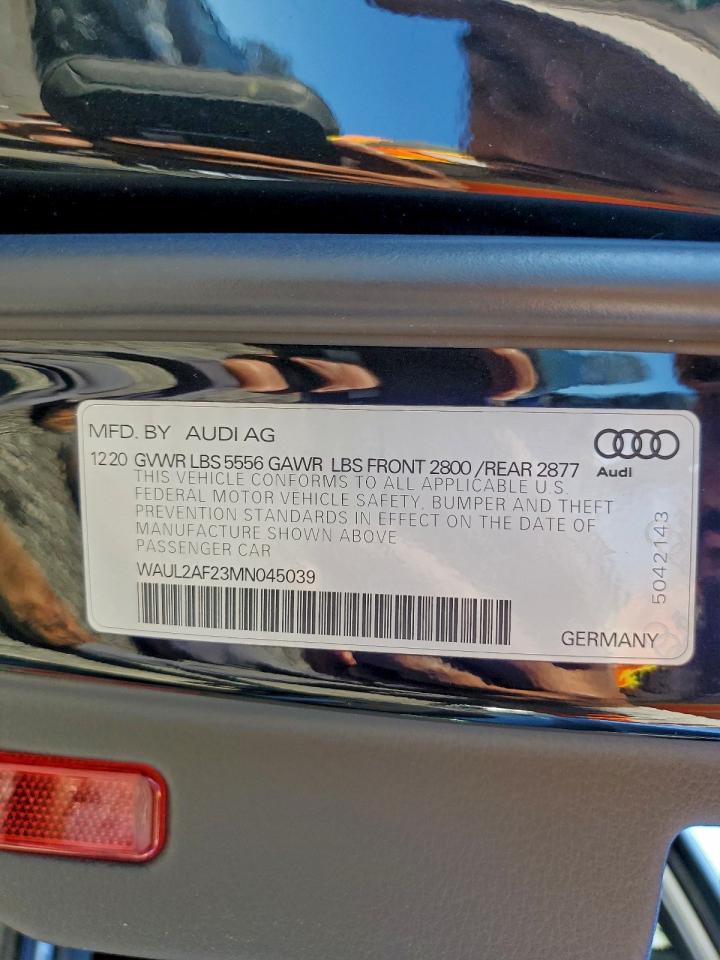 MFD. BY AUDI AG
1220 GVWR LBS 5556 GAWR LBS FRONT 2800 /REAR 2877
Audi
THIS VEHICLE CONFORMS TO ALL APPLICABLE U.S.
FEDERAL MOTOR VEHICLE SAFETY, BUMPER AND THEFT
PREVENTION STANDARDS IN EFFECT ON THE DATE OF
MANUFACTURE SHOWN ABOVE
PASSENGER CAR
WAUL2AF23MN045039
5042143
GERMANY